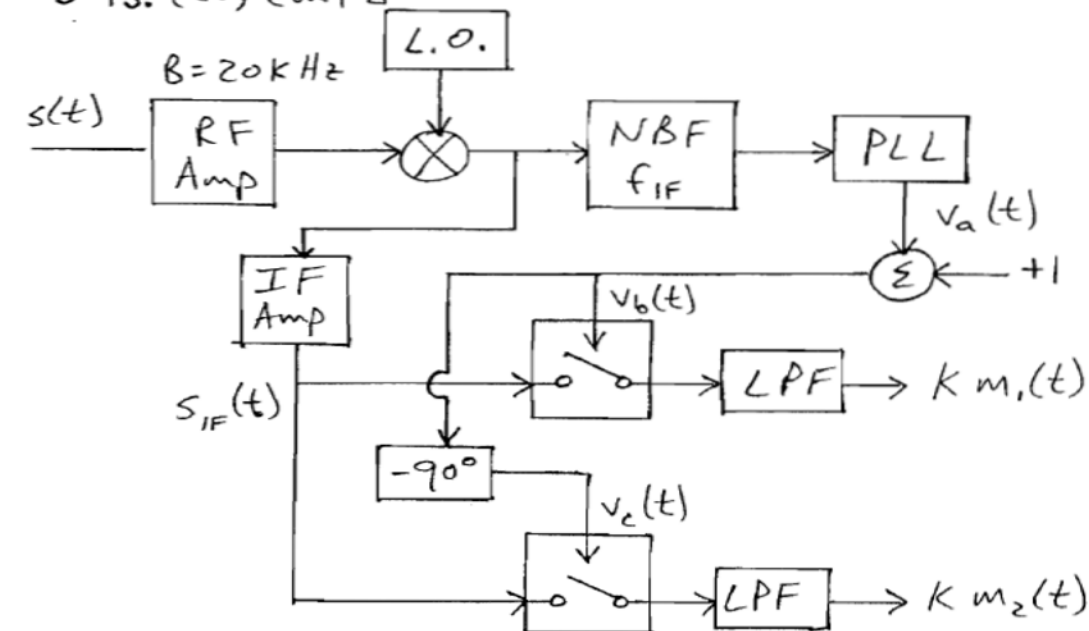 L.O.
B = 20 KHz
s(t)
RF
Amp
NBF
f_IF
PLL
v_a(t)
Σ
+1
IF
Amp
v_b(t)
s_IF(t)
LPF
K m_1(t)
-90°
v_c(t)
LPF
K m_2(t)